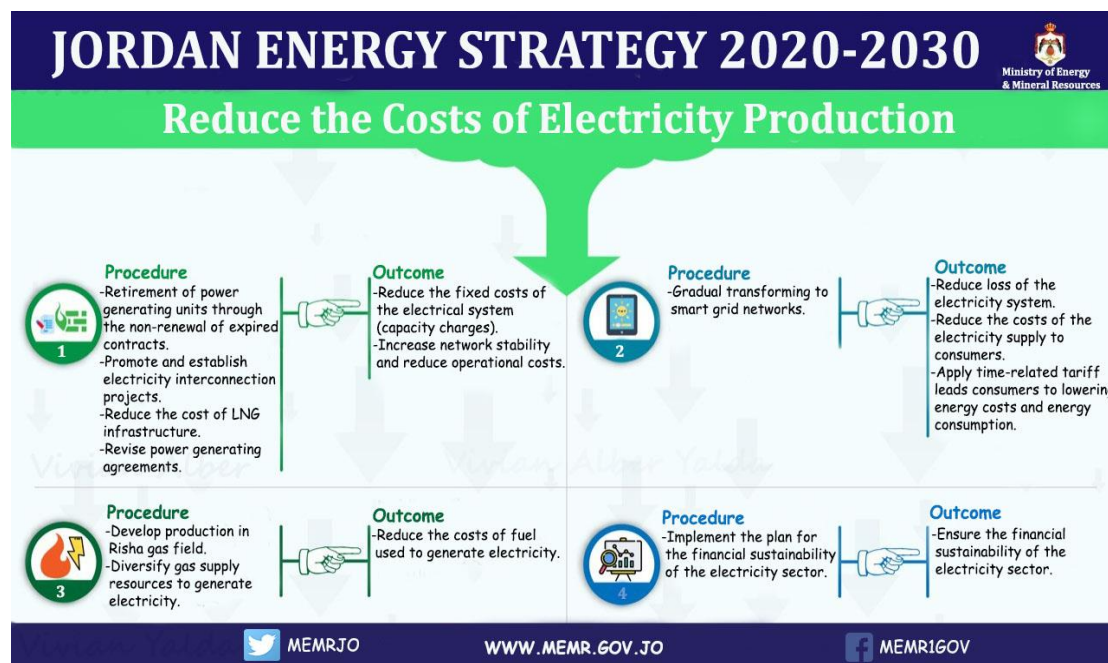 JORDAN ENERGY STRATEGY 2020-2030
Ministry of Energy
& Mineral Resources
Reduce the Costs of Electricity Production
1
Procedure
-Retirement of power
generating units through
the non-renewal of expired
contracts.
-Promote and establish
electricity interconnection
projects.
-Reduce the cost of LNG
infrastructure.
-Revise power generating
agreements.
Outcome
-Reduce the fixed costs of
the electrical system
(capacity charges).
-Increase network stability
and reduce operational costs.
2
Procedure
-Gradual transforming to
smart grid networks.
Outcome
-Reduce loss of the
electricity system.
-Reduce the costs of the
electricity supply to
consumers.
-Apply time-related tariff
leads consumers to lowering
energy costs and energy
consumption.
Vivian Alber
Vivian Alber Yalda
3
Procedure
-Develop production in
Risha gas field.
-Diversify gas supply
resources to generate
electricity.
Outcome
-Reduce the costs of fuel
used to generate electricity.
4
Procedure
-Implement the plan for
the financial sustainability
of the electricity sector.
Outcome
-Ensure the financial
sustainability of the
electricity sector.
Vivian Yalda
MEMRJO
WWW.MEMR.GOV.JO
MEMR1GOV